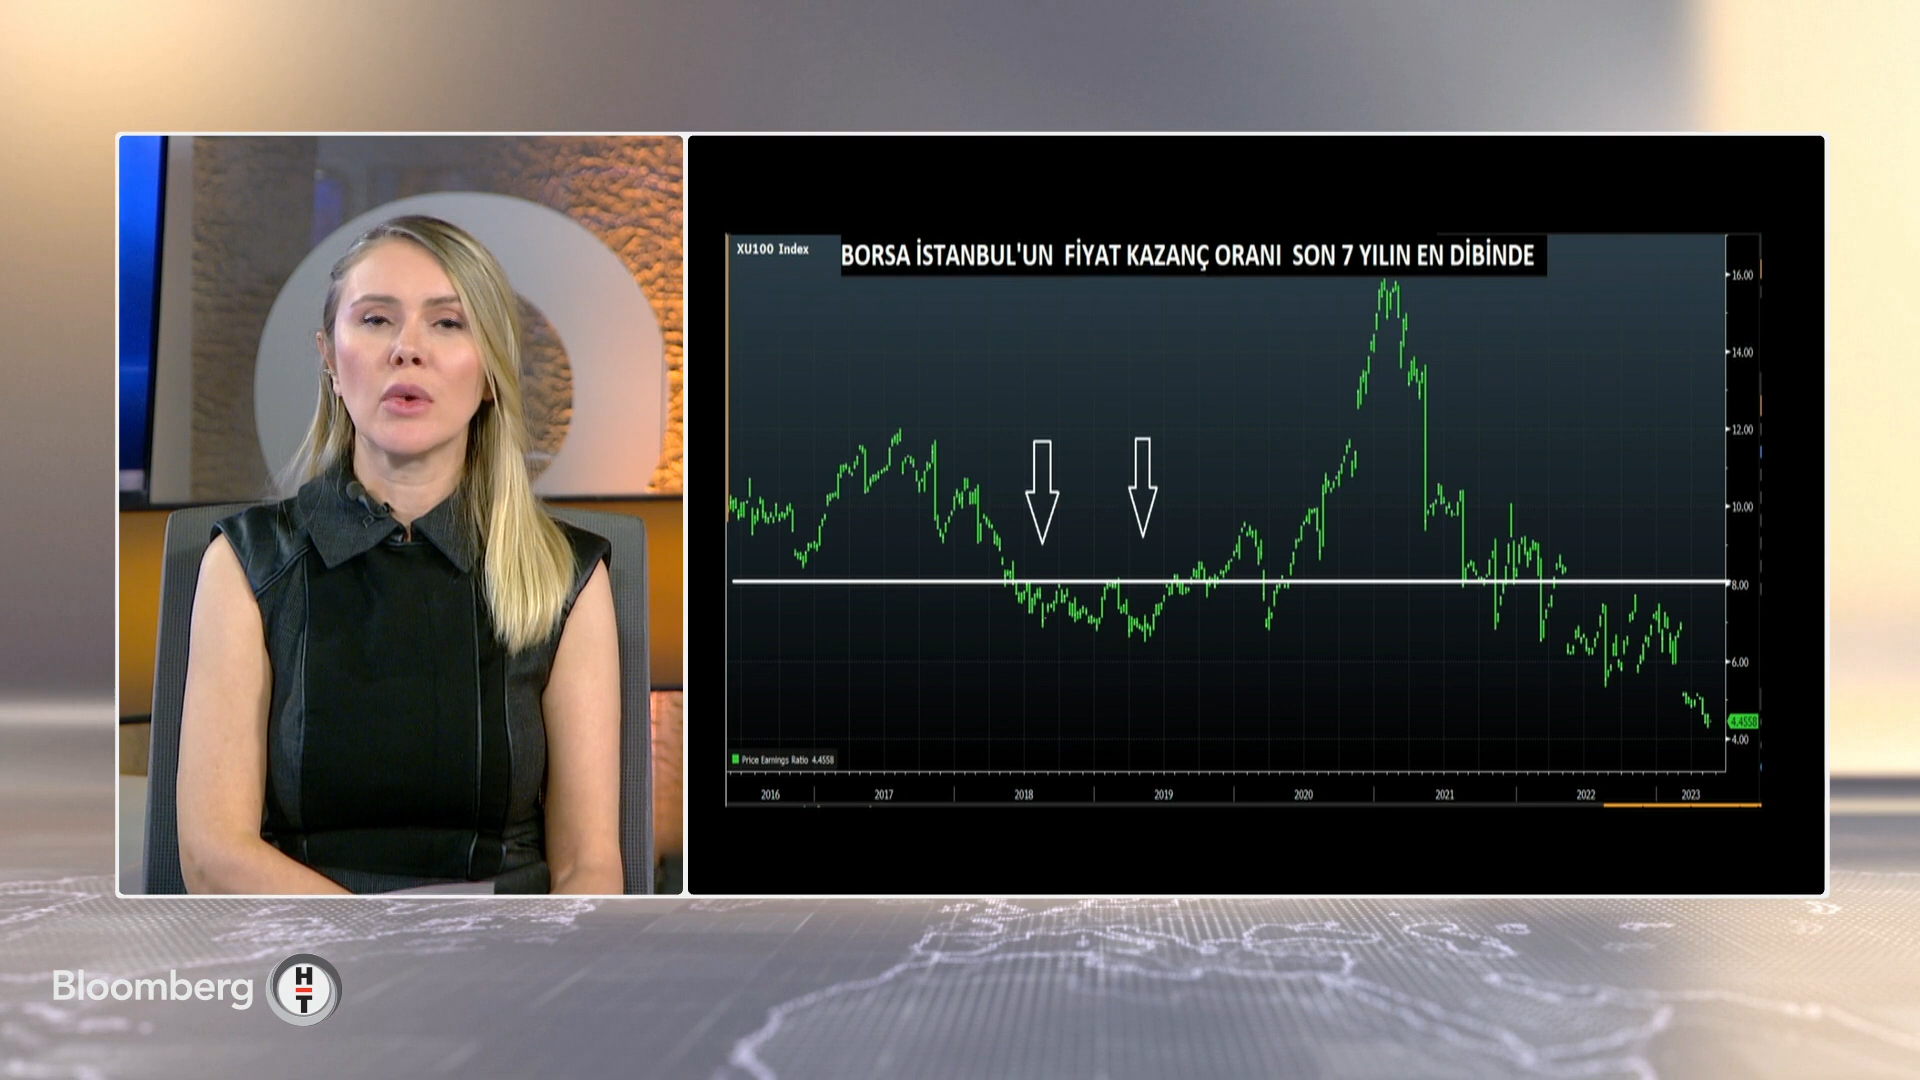 XU100 Index
BORSA İSTANBUL'UN FİYAT KAZANÇ ORANI SON 7 YILIN EN DİBİNDE
16.00
14.00
12.00
10.00
8.00
6.00
4.4558
4.00
Price Earnings Ratio 4.4558
2016 2017 2018 2019 2020 2021 2022 2023
Bloomberg HT